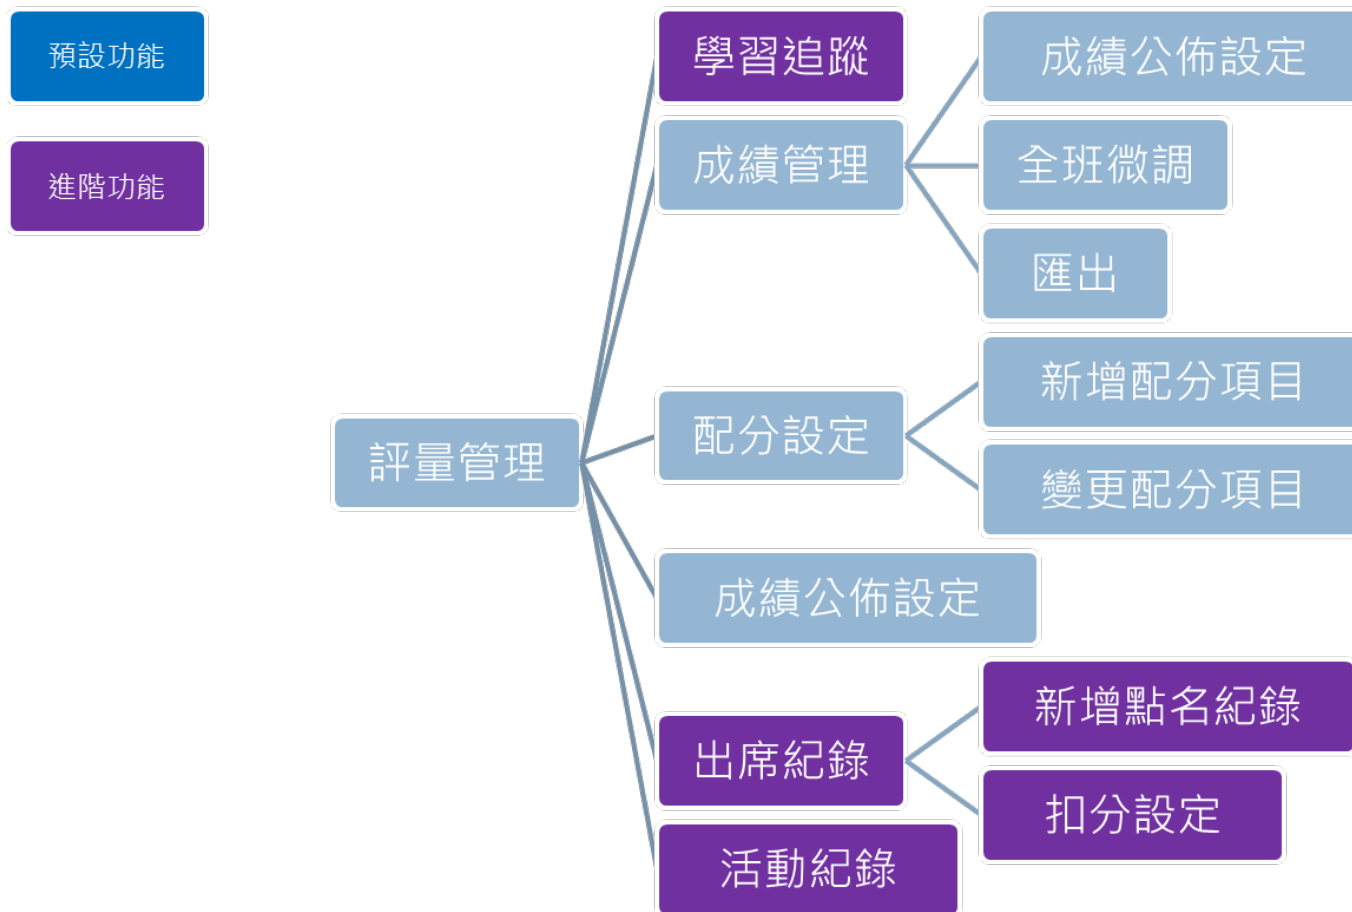 預設功能
進階功能
評量管理
學習追蹤
成績管理
成績公佈設定
全班微調
匯出
配分設定
新增配分項目
變更配分項目
成績公佈設定
出席紀錄
新增點名紀錄
扣分設定
活動紀錄